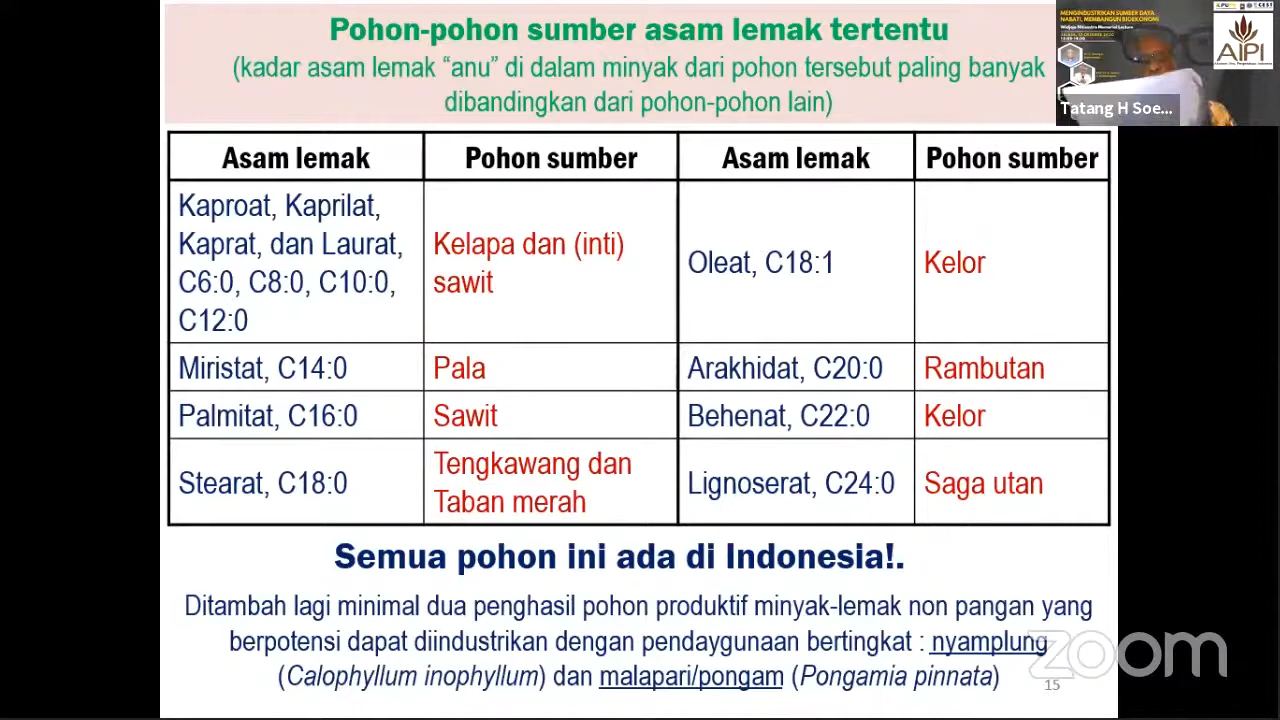 Pohon-pohon sumber asam lemak tertentu
(kadar asam lemak “anu” di dalam minyak dari pohon tersebut paling banyak
dibandingkan dari pohon-pohon lain)
MENGINDUSTRIKAN SUMBER DAYA
NABATI, MEMBANGUN BIOEKONOMI
AIPI
Tatang H Soe...
Asam lemak Pohon sumber Asam lemak Pohon sumber
Kaproat, Kaprilat,
Kaprat, dan Laurat,
C6:0, C8:0, C10:0,
C12:0
Kelapa dan (inti)
sawit
Oleat, C18:1
Kelor
Miristat, C14:0 Pala Arakhidat, C20:0 Rambutan
Palmitat, C16:0 Sawit Behenat, C22:0 Kelor
Stearat, C18:0
Tengkawang dan
Taban merah
Lignoserat, C24:0
Saga utan
Semua pohon ini ada di Indonesia!.
Ditambah lagi minimal dua penghasil pohon produktif minyak-lemak non pangan yang
berpotensi dapat diindustrikan dengan pendaygunaan bertingkat : nyamplung
(Calophyllum inophyllum) dan malapari/pongam (Pongamia pinnata)
15
zoom